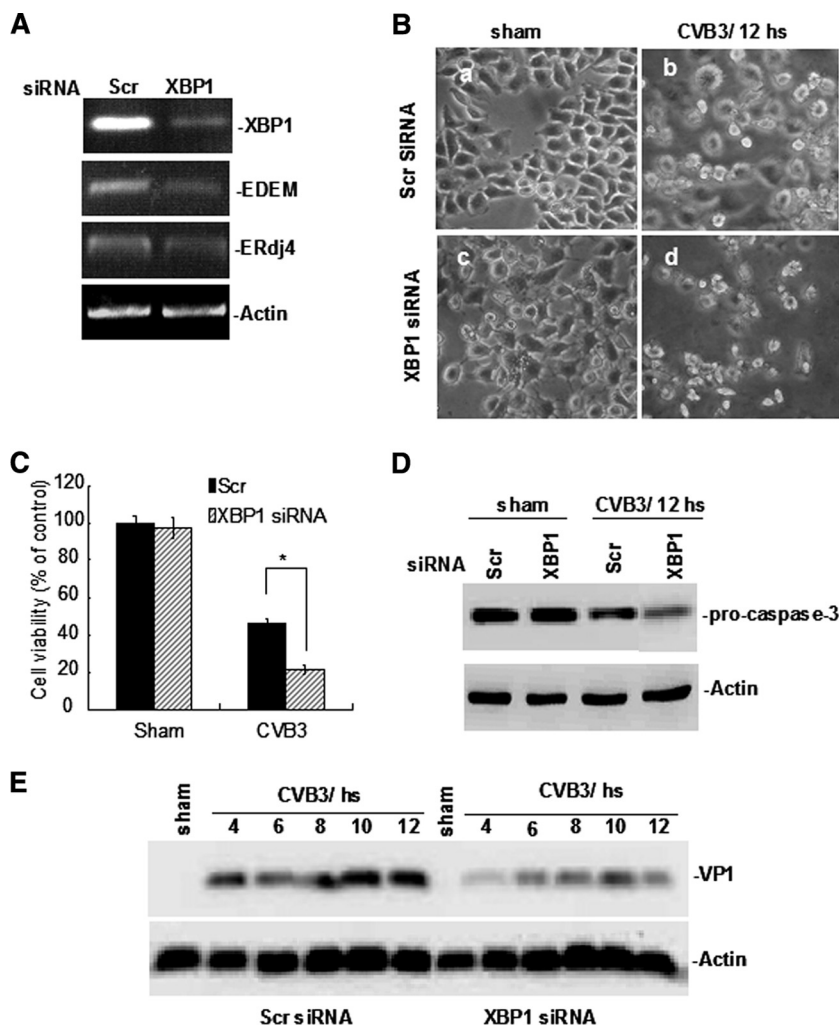 A
siRNA Scr XBP1
-XBP1
-EDEM
-ERdj4
-Actin
B
sham CVB3/ 12 hs
Scr SiRNA
a b
XBP1 siRNA
c d
C
Cell viability (% of control)
120
100
80
60
40
20
0
Scr
XBP1 siRNA
*
Sham CVB3
D
sham CVB3/ 12 hs
siRNA Scr XBP1 Scr XBP1
-pro-caspase-3
-Actin
E
sham CVB3/ hs sham CVB3/ hs
4 6 8 10 12 4 6 8 10 12
-VP1
-Actin
Scr siRNA XBP1 siRNA